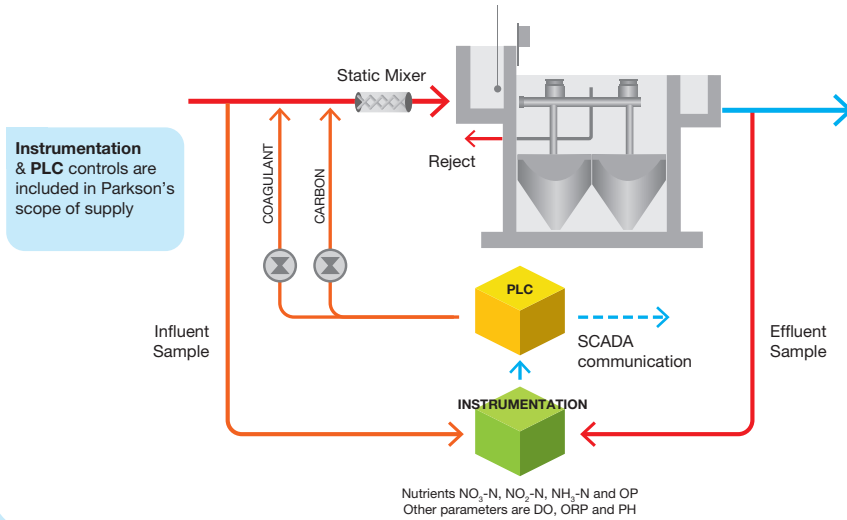 Static Mixer
Instrumentation
& PLC controls are
included in Parkson's
scope of supply
COAGULANT
CARBON
Reject
PLC
Influent
Sample
SCADA
communication
Effluent
Sample
INSTRUMENTATION
Nutrients NO₃-N, NO₂-N, NH₃-N and OP
Other parameters are DO, ORP and PH